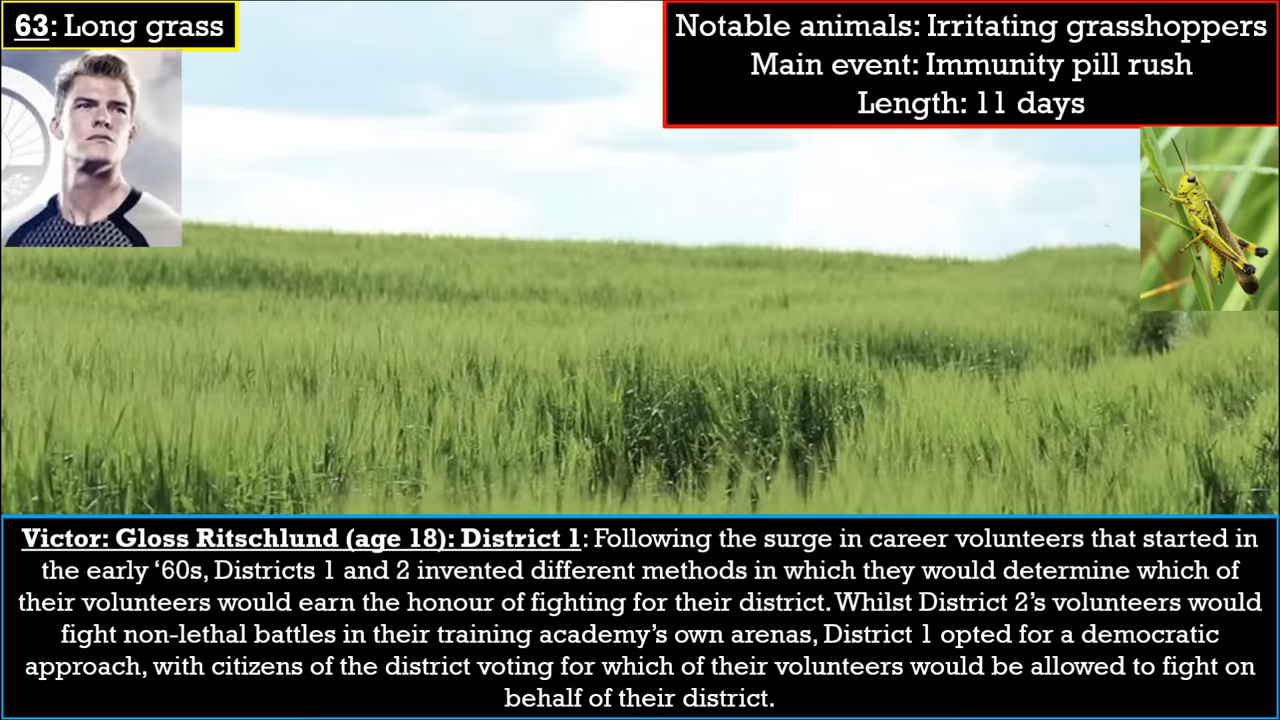 63: Long grass
Notable animals: Irritating grasshoppers
Main event: Immunity pill rush
Length: 11 days
Victor: Gloss Ritschlund (age 18): District 1: Following the surge in career volunteers that started in
the early ‘60s, Districts 1 and 2 invented different methods in which they would determine which of
their volunteers would earn the honour of fighting for their district. Whilst District 2’s volunteers would
fight non-lethal battles in their training academy’s own arenas, District 1 opted for a democratic
approach, with citizens of the district voting for which of their volunteers would be allowed to fight on
behalf of their district.